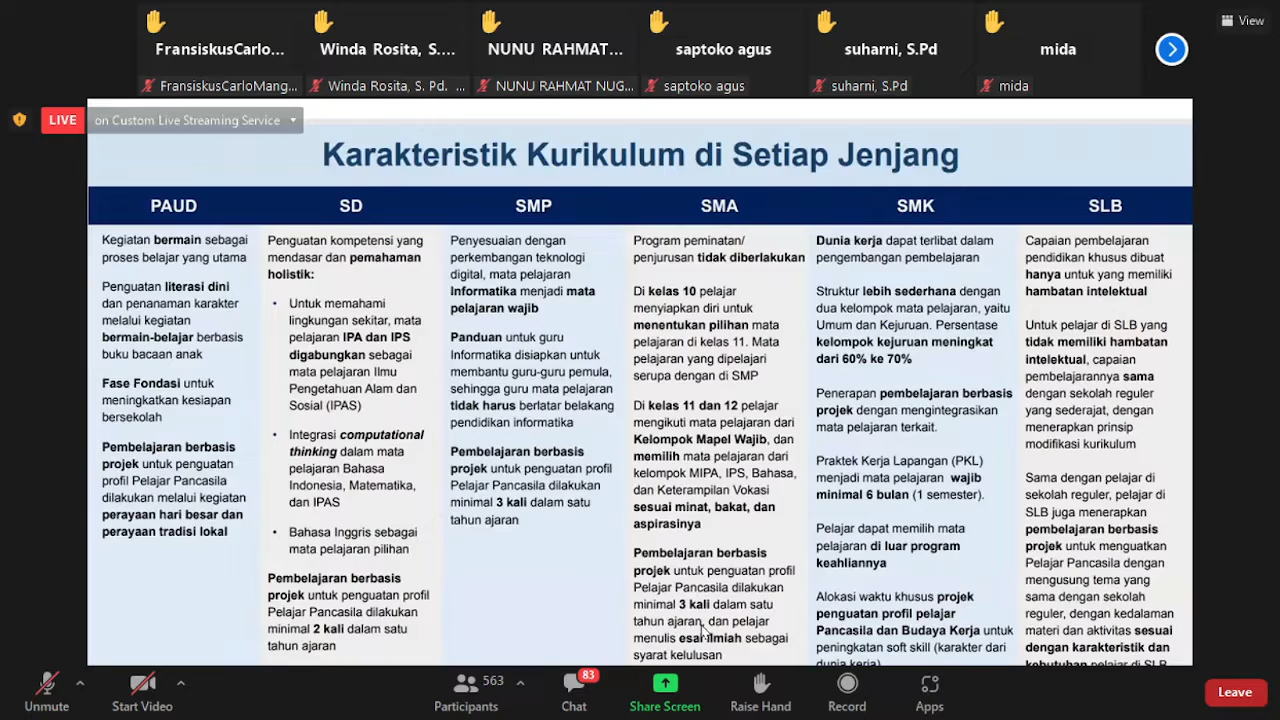 View
FransiskusCarlo...
Winda Rosita, S....
NUNU RAHMAT...
saptoko agus
suharni, S.Pd
mida
FransiskusCarloMang...
Winda Rosita, S. Pd. ...
NUNU RAHMAT NUG...
saptoko agus
suharni, S.Pd
mida
LIVE
on Custom Live Streaming Service
Karakteristik Kurikulum di Setiap Jenjang
PAUD
Kegiatan bermain sebagai
proses belajar yang utama
Penguatan literasi dini
dan penanaman karakter
melalui kegiatan
bermain-belajar berbasis
buku bacaan anak
Fase Fondasi untuk
meningkatkan kesiapan
bersekolah
Pembelajaran berbasis
projek untuk penguatan
profil Pelajar Pancasila
dilakukan melalui kegiatan
perayaan hari besar dan
perayaan tradisi lokal
SD
Penguatan kompetensi yang
mendasar dan pemahaman
holistik:
• Untuk memahami
lingkungan sekitar, mata
pelajaran IPA dan IPS
digabungkan sebagai
mata pelajaran Ilmu
Pengetahuan Alam dan
Sosial (IPAS)
• Integrasi computational
thinking dalam mata
pelajaran Bahasa
Indonesia, Matematika,
dan IPAS
• Bahasa Inggris sebagai
mata pelajaran pilihan
Pembelajaran berbasis
projek untuk penguatan profil
Pelajar Pancasila dilakukan
minimal 2 kali dalam satu
tahun ajaran
SMP
Penyesuaian dengan
perkembangan teknologi
digital, mata pelajaran
Informatika menjadi mata
pelajaran wajib
Panduan untuk guru
Informatika disiapkan untuk
membantu guru-guru pemula,
sehingga guru mata pelajaran
tidak harus berlatar belakang
pendidikan informatika
Pembelajaran berbasis
projek untuk penguatan profil
Pelajar Pancasila dilakukan
minimal 3 kali dalam satu
tahun ajaran
SMA
Program peminatan/
penjurusan tidak diberlakukan
Di kelas 10 pelajar
menyiapkan diri untuk
menentukan pilihan mata
pelajaran di kelas 11. Mata
pelajaran yang dipelajari
serupa dengan di SMP
Di kelas 11 dan 12 pelajar
mengikuti mata pelajaran dari
Kelompok Mapel Wajib, dan
memilih mata pelajaran dari
kelompok MIPA, IPS, Bahasa,
dan Keterampilan Vokasi
sesuai minat, bakat, dan
aspirasinya
Pembelajaran berbasis
projek untuk penguatan profil
Pelajar Pancasila dilakukan
minimal 3 kali dalam satu
tahun ajaran, dan pelajar
menulis esai ilmiah sebagai
syarat kelulusan
SMK
Dunia kerja dapat terlibat dalam
pengembangan pembelajaran
Struktur lebih sederhana dengan
dua kelompok mata pelajaran, yaitu
Umum dan Kejuruan. Persentase
kelompok kejuruan meningkat
dari 60% ke 70%
Penerapan pembelajaran berbasis
projek dengan mengintegrasikan
mata pelajaran terkait.
Praktek Kerja Lapangan (PKL)
menjadi mata pelajaran wajib
minimal 6 bulan (1 semester).
Pelajar dapat memilih mata
pelajaran di luar program
keahliannya
Alokasi waktu khusus projek
penguatan profil pelajar
Pancasila dan Budaya Kerja untuk
peningkatan soft skill (karakter dari
dunia kerja)
SLB
Capaian pembelajaran
pendidikan khusus dibuat
hanya untuk yang memiliki
hambatan intelektual
Untuk pelajar di SLB yang
tidak memiliki hambatan
intelektual, capaian
pembelajarannya sama
dengan sekolah reguler
yang sederajat, dengan
menerapkan prinsip
modifikasi kurikulum
Sama dengan pelajar di
sekolah reguler, pelajar di
SLB juga menerapkan
pembelajaran berbasis
projek untuk menguatkan
Pelajar Pancasila dengan
mengusung tema yang
sama dengan sekolah
reguler, dengan kedalaman
materi dan aktivitas sesuai
dengan karakteristik dan
kebutuhan pelajar di SLB
Unmute
Start Video
563
Participants
83
Chat
Share Screen
Raise Hand
Record
Apps
Leave